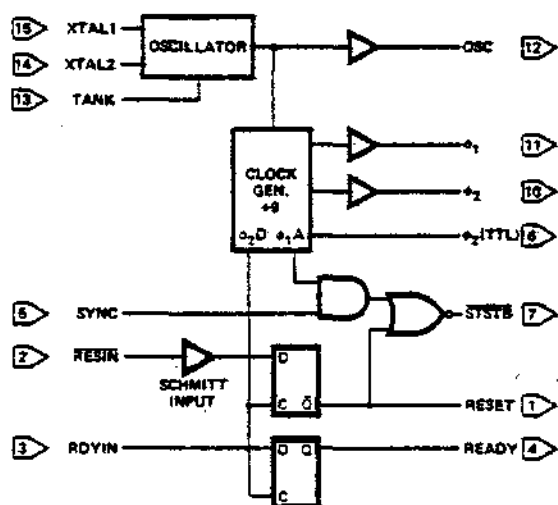 15 XTAL1
OSCILLATOR
OSC 12
14 XTAL2
13 TANK
CLOCK
GEN.
÷9
φ2D φ1A
φ1 11
φ2 10
φ2(TTL) 6
5 SYNC
STSTB 7
2 RESIN
SCHMITT
INPUT
D
C Q
RESET 1
3 RDYIN
D Q
C
READY 4